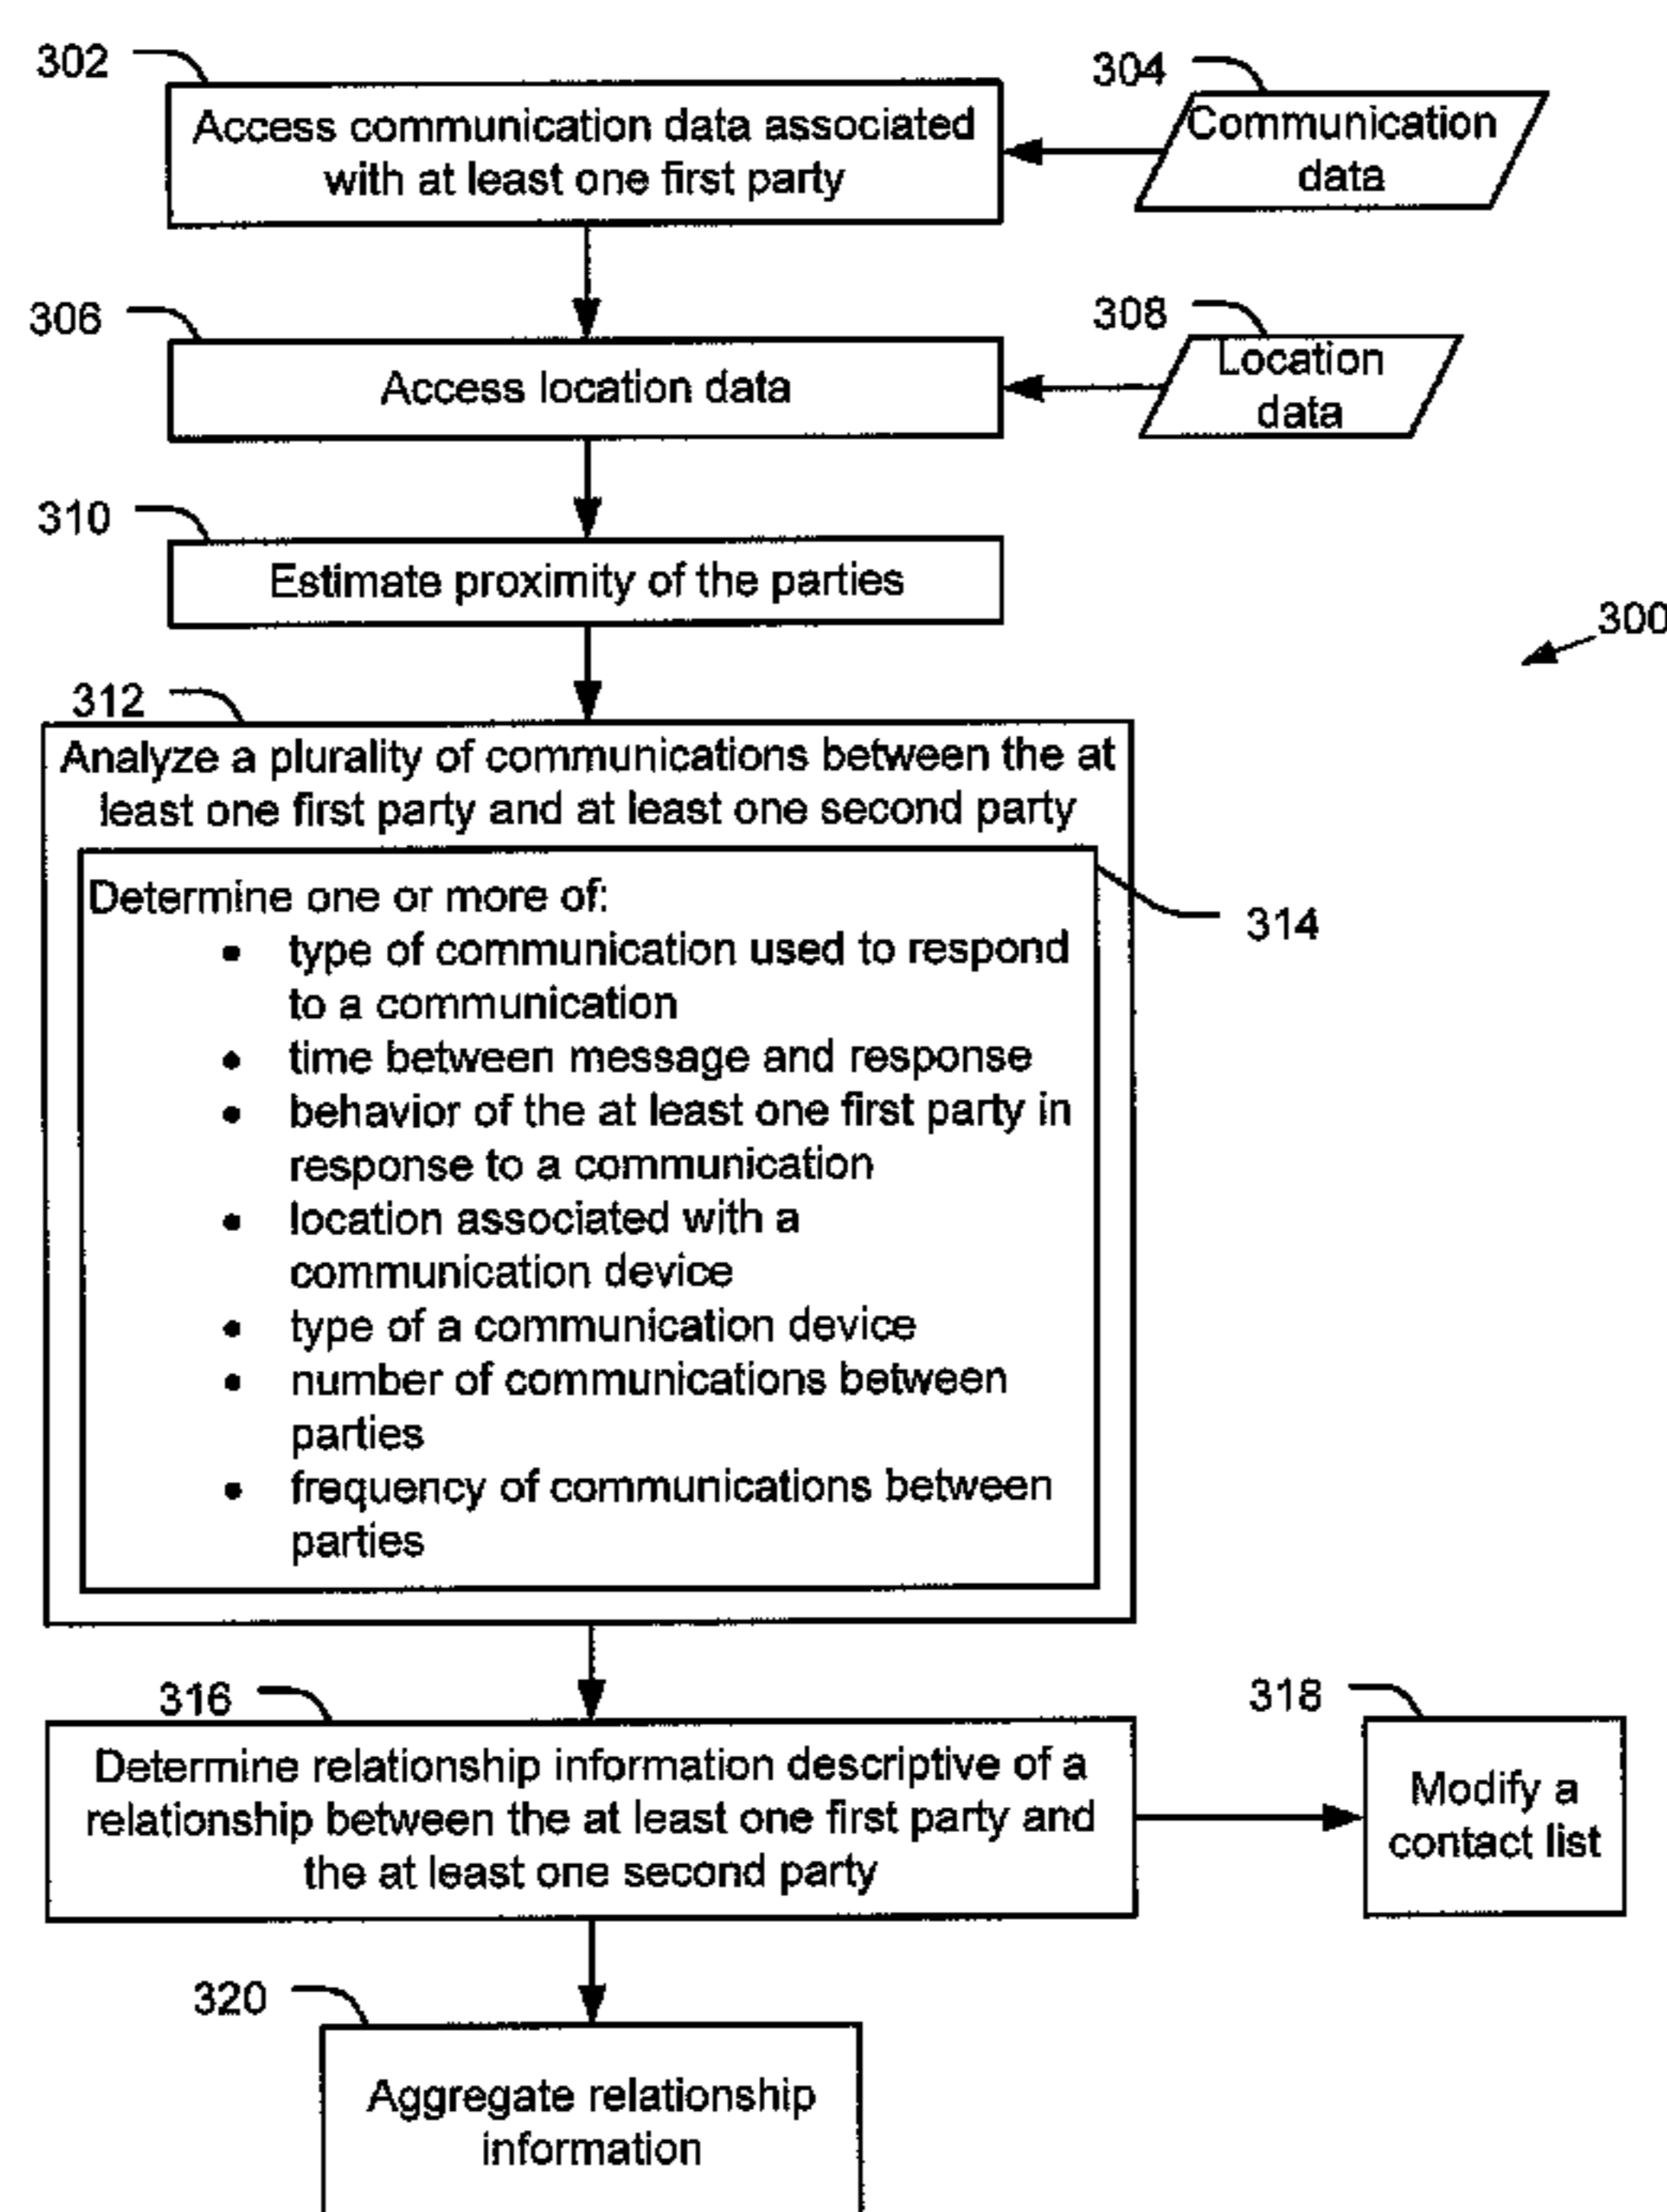 302
Access communication data associated
with at least one first party
304
Communication
data
306
Access location data
308
Location
data
310
Estimate proximity of the parties
300
312
Analyze a plurality of communications between the at
least one first party and at least one second party
314
Determine one or more of:
• type of communication used to respond
to a communication
• time between message and response
• behavior of the at least one first party in
response to a communication
• location associated with a
communication device
• type of a communication device
• number of communications between
parties
• frequency of communications between
parties
316
Determine relationship information descriptive of a
relationship between the at least one first party and
the at least one second party
318
Modify a
contact list
320
Aggregate relationship
information